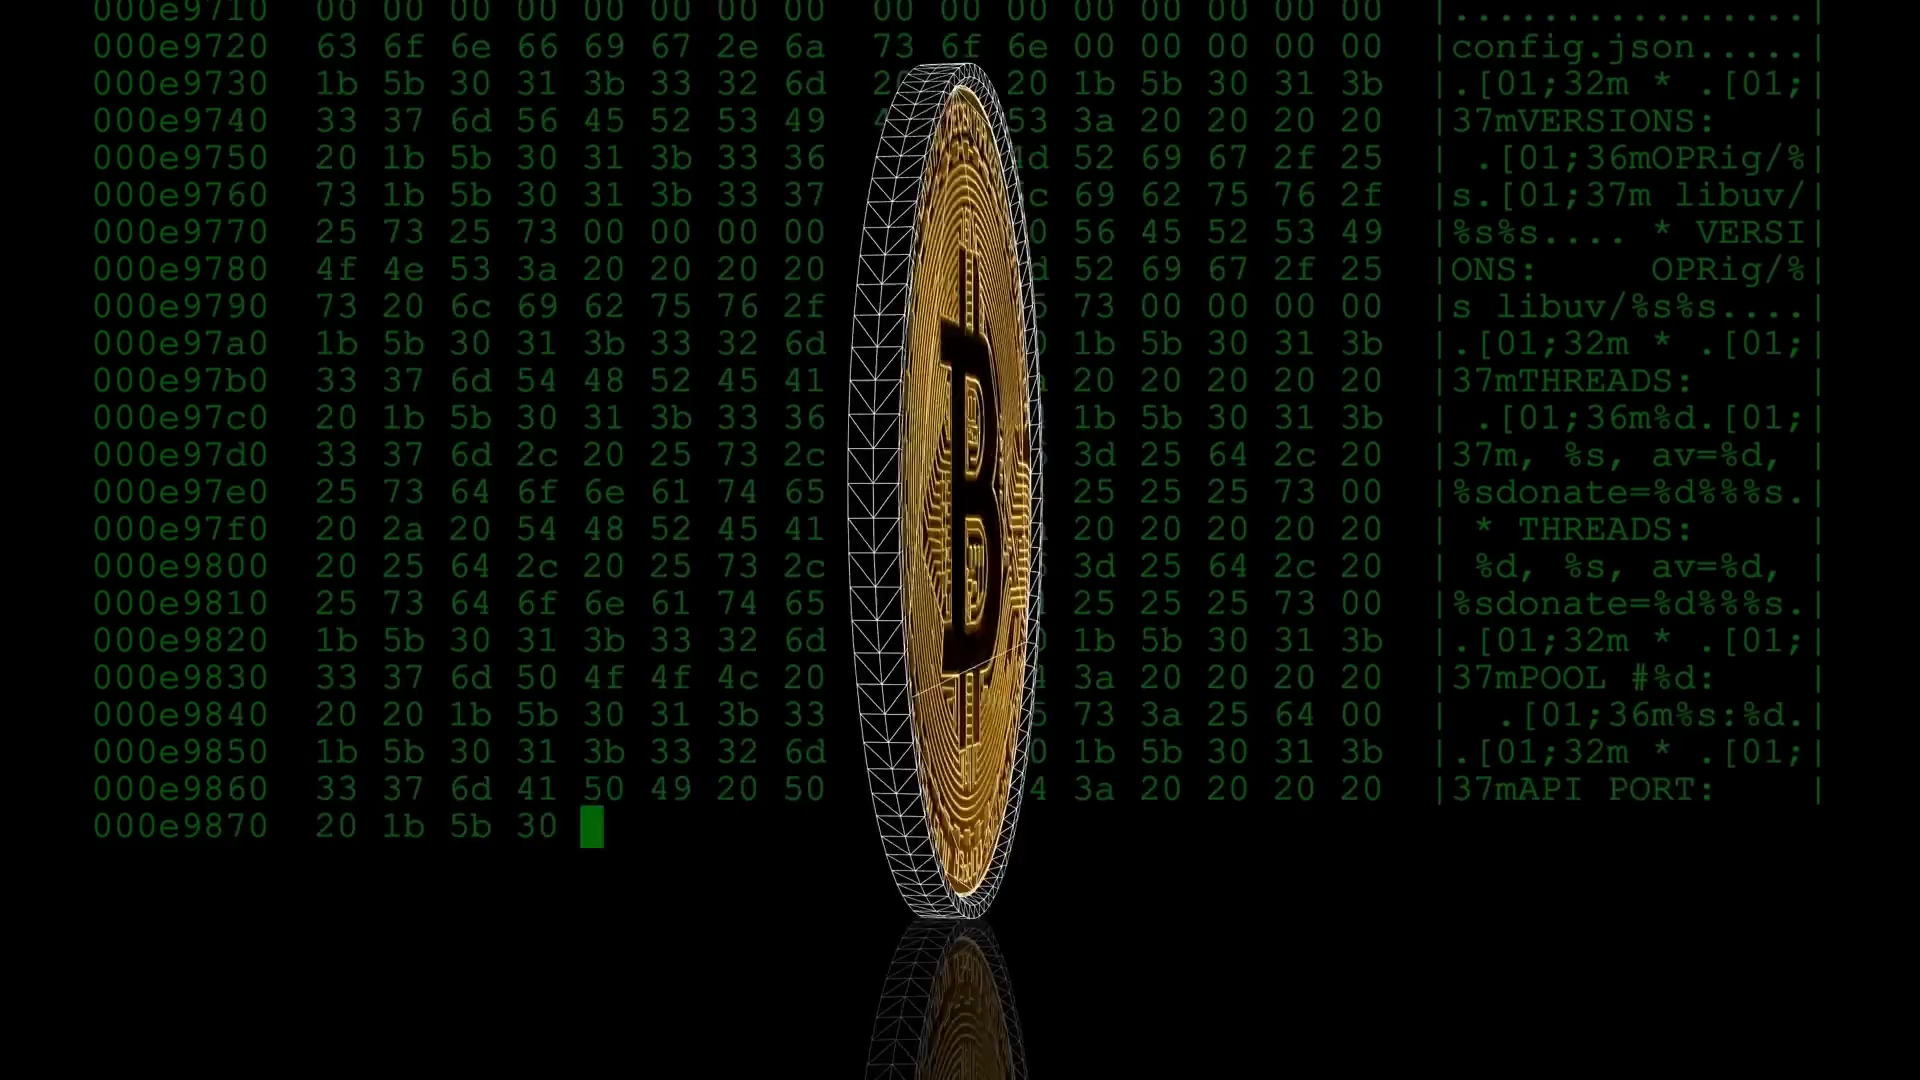 000e9710  00 00 00 00 00 00 00 00  00 00 00 00 00 00 00 00  |................|
000e9720  63 6f 6e 66 69 67 2e 6a  73 6f 6e 00 00 00 00 00  |config.json.....|
000e9730  1b 5b 30 31 3b 33 32 6d  20 1b 5b 30 31 3b  |.[01;32m * .[01;|
000e9740  33 37 6d 56 45 52 53 49  53 3a 20 20 20 20  |37mVERSIONS:    |
000e9750  20 1b 5b 30 31 3b 33 36  52 69 67 2f 25  | .[01;36mOPRig/%|
000e9760  73 1b 5b 30 31 3b 33 37  69 62 75 76 2f  |s.[01;37m libuv/|
000e9770  25 73 25 73 00 00 00 00  56 45 52 53 49  |%s%s.... * VERSI|
000e9780  4f 4e 53 3a 20 20 20 20  52 69 67 2f 25  |ONS:     OPRig/%|
000e9790  73 20 6c 69 62 75 76 2f  73 00 00 00 00  |s libuv/%s%s....|
000e97a0  1b 5b 30 31 3b 33 32 6d  1b 5b 30 31 3b  |.[01;32m * .[01;|
000e97b0  33 37 6d 54 48 52 45 41  20 20 20 20 20  |37mTHREADS:     |
000e97c0  20 1b 5b 30 31 3b 33 36  1b 5b 30 31 3b  | .[01;36m%d.[01;|
000e97d0  33 37 6d 2c 20 25 73 2c  3d 25 64 2c 20  |37m, %s, av=%d, |
000e97e0  25 73 64 6f 6e 61 74 65  25 25 25 73 00  |%sdonate=%d%%%s.|
000e97f0  20 2a 20 54 48 52 45 41  20 20 20 20 20  | * THREADS:     |
000e9800  20 25 64 2c 20 25 73 2c  3d 25 64 2c 20  | %d, %s, av=%d, |
000e9810  25 73 64 6f 6e 61 74 65  25 25 25 73 00  |%sdonate=%d%%%s.|
000e9820  1b 5b 30 31 3b 33 32 6d  1b 5b 30 31 3b  |.[01;32m * .[01;|
000e9830  33 37 6d 50 4f 4f 4c 20  3a 20 20 20 20  |37mPOOL #%d:    |
000e9840  20 20 1b 5b 30 31 3b 33  73 3a 25 64 00  |  .[01;36m%s:%d.|
000e9850  1b 5b 30 31 3b 33 32 6d  1b 5b 30 31 3b  |.[01;32m * .[01;|
000e9860  33 37 6d 41 50 49 20 50  3a 20 20 20 20  |37mAPI PORT:    |
000e9870  20 1b 5b 30
B